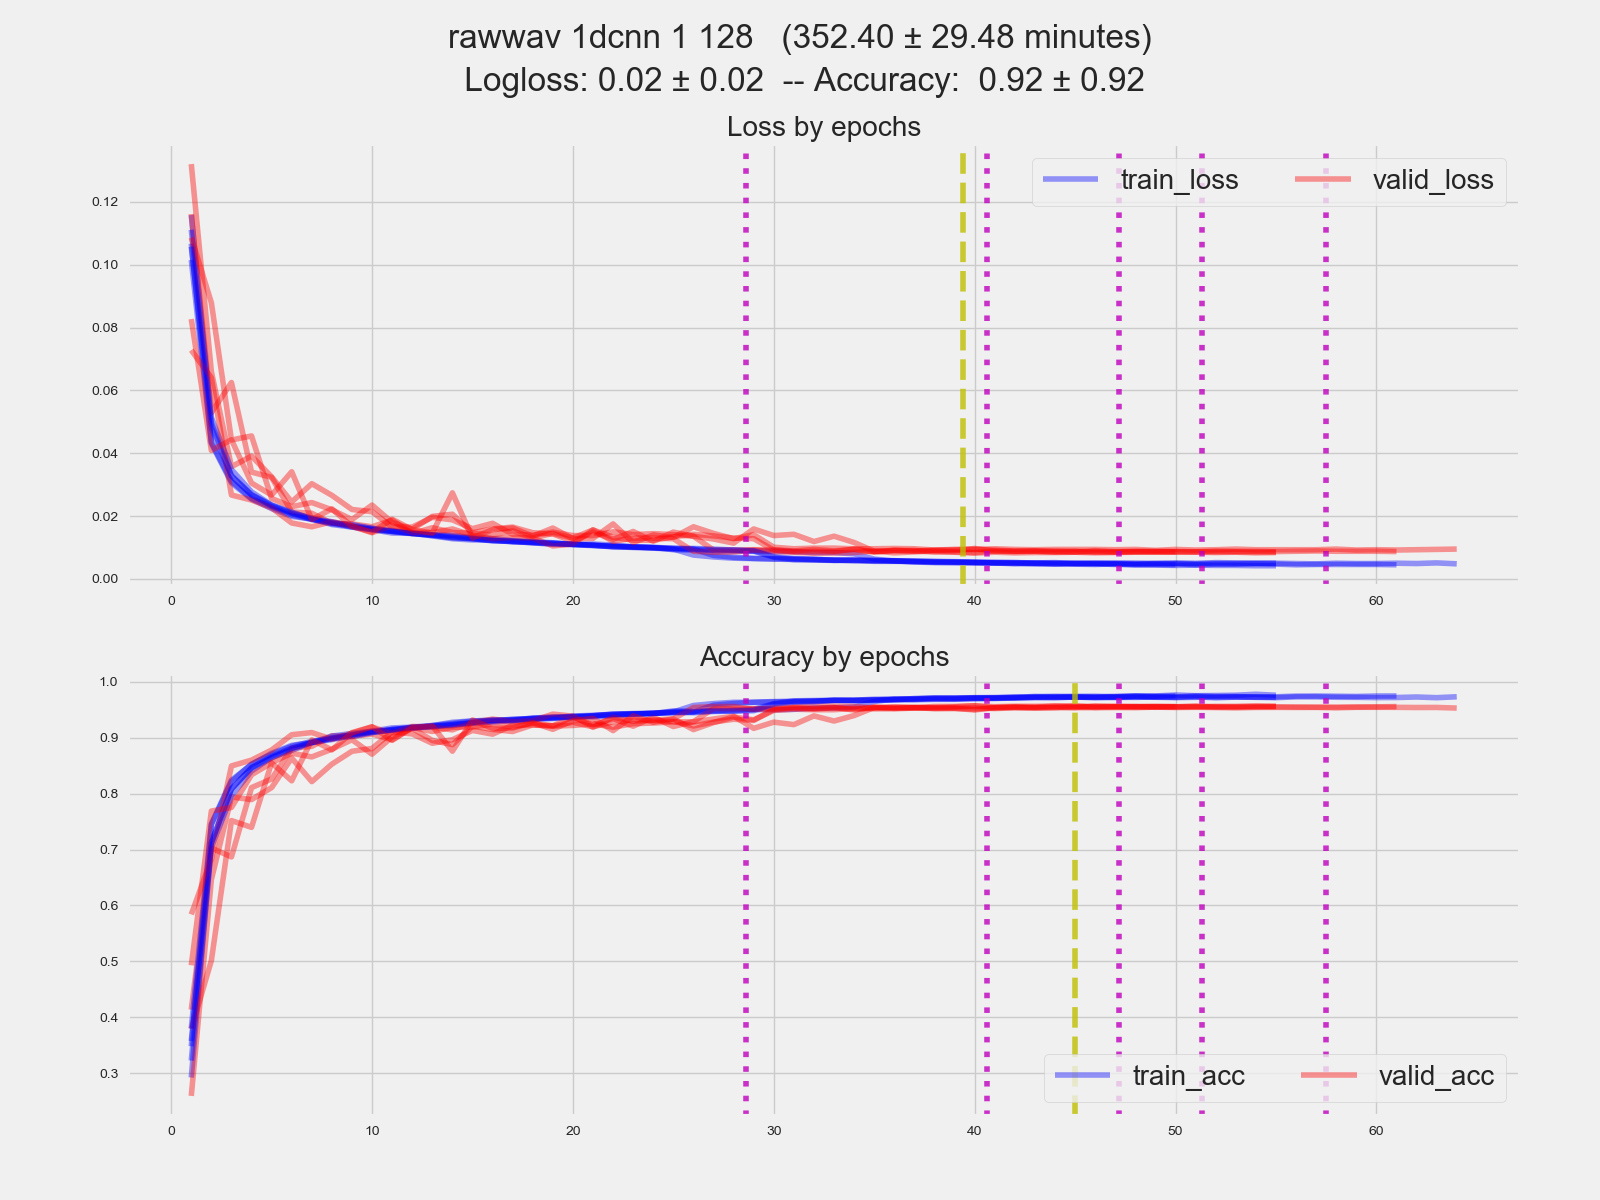 rawwav 1dcnn 1 128   (352.40 ± 29.48 minutes)
Logloss: 0.02 ± 0.02  -- Accuracy:  0.92 ± 0.92
Loss by epochs
train_loss valid_loss
0.12
0.10
0.08
0.06
0.04
0.02
0.00
0 10 20 30 40 50 60
Accuracy by epochs
1.0
0.9
0.8
0.7
0.6
0.5
0.4
0.3
train_acc valid_acc
0 10 20 30 40 50 60